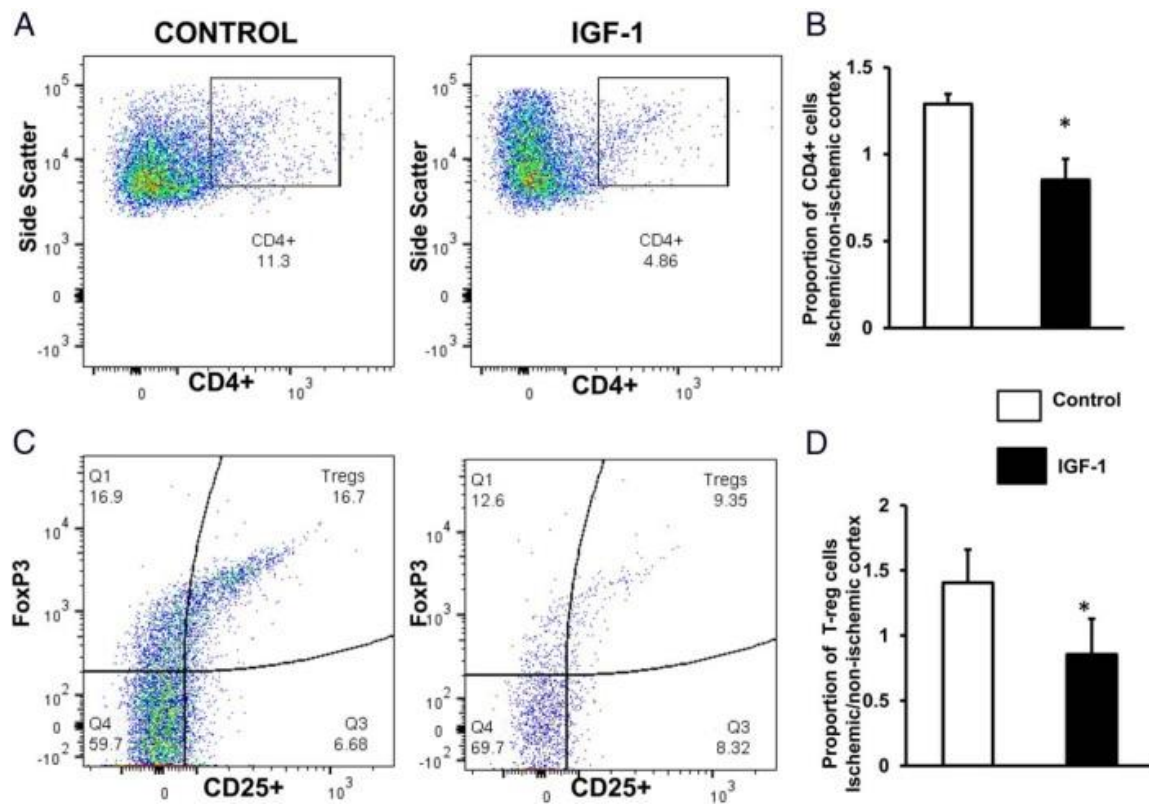 A
CONTROL
IGF-1
Side Scatter
10^5
10^4
10^3
0
-10^3
CD4+
11.3
0
10^3
CD4+
Side Scatter
10^5
10^4
10^3
0
-10^3
CD4+
4.86
0
10^3
CD4+
B
Proportion of CD4+ cells
Ischemic/non-ischemic cortex
1.5
1
0.5
0
*
Control
IGF-1
C
FoxP3
10^4
10^3
10^2
0
-10^2
Q1
16.9
Tregs
16.7
Q4
59.7
Q3
6.68
0
10^3
CD25+
FoxP3
10^4
10^3
10^2
0
-10^2
Q1
12.6
Tregs
9.35
Q4
69.7
Q3
8.32
0
10^3
CD25+
D
Proportion of T-reg cells
Ischemic/non-ischemic cortex
2
1.5
1
0.5
0
*